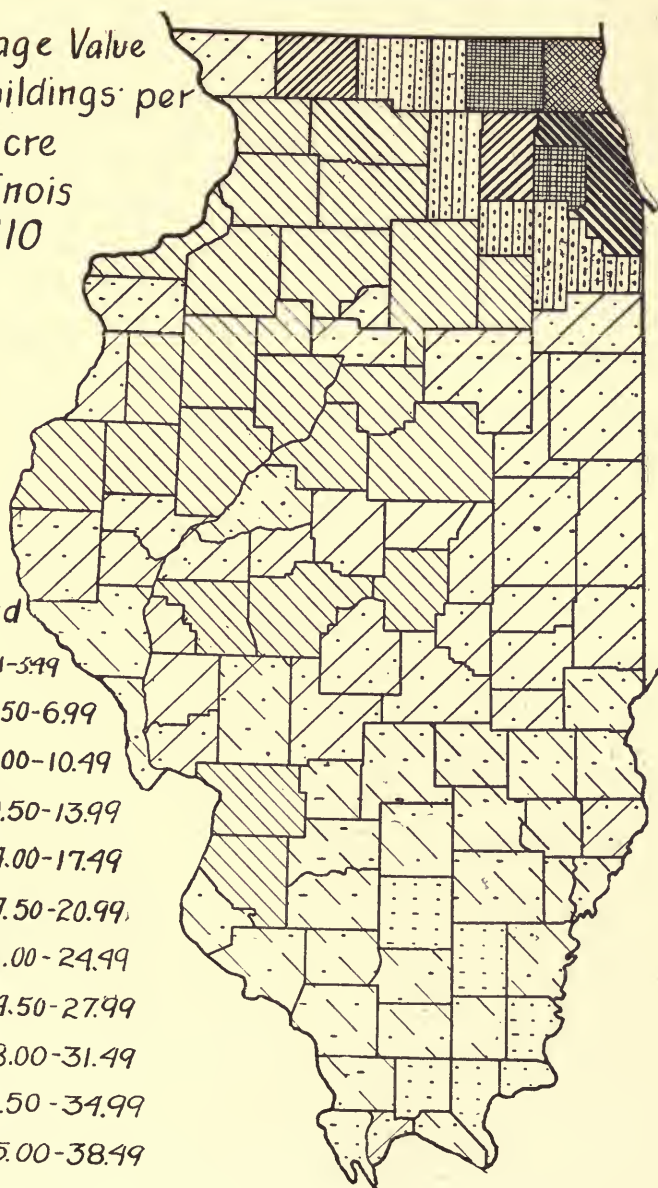 age Value
ildings per
cre
inois
10
d
-5.49
50-6.99
.00-10.49
.50-13.99
.00-17.49
.50-20.99
.00-24.49
.50-27.99
.00-31.49
.50-34.99
5.00-38.49